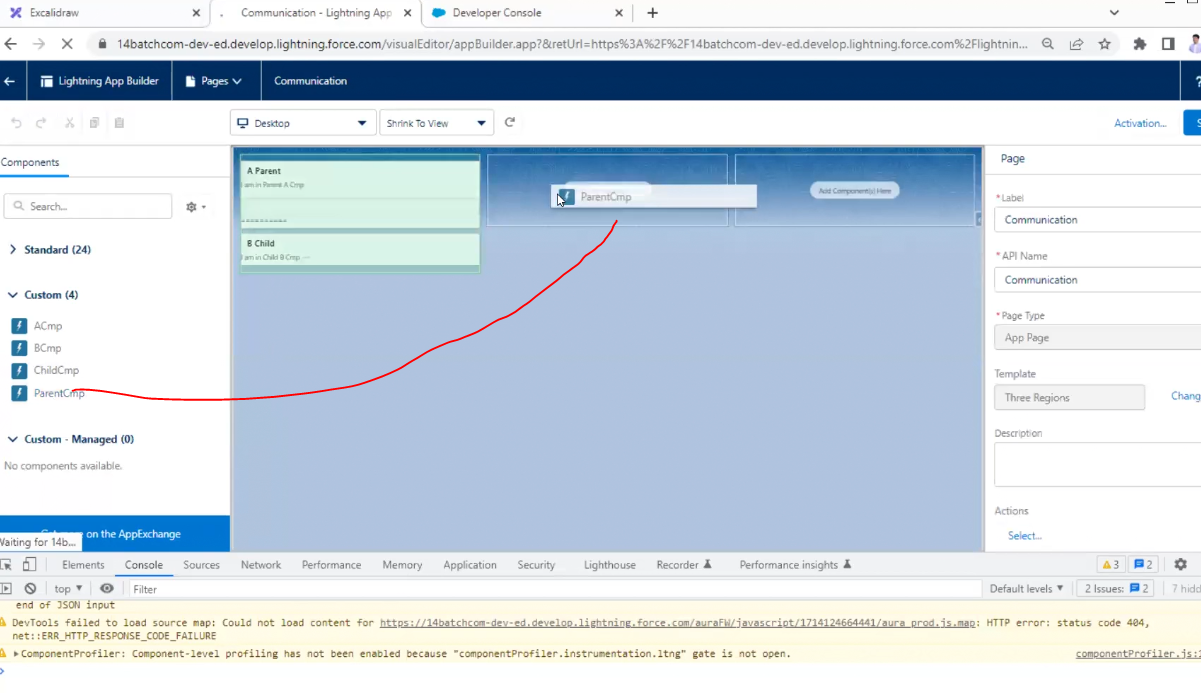 Excalidraw
Communication - Lightning App
Developer Console
14batchcom-dev-ed.develop.lightning.force.com/visualEditor/appBuilder.app?&retUrl=https%3A%2F%2F14batchcom-dev-ed.develop.lightning.force.com%2Flightnin...
Lightning App Builder
Pages
Communication
?
Desktop
Shrink To View
Activation...
S
Components
Search...
Standard (24)
Custom (4)
ACmp
BCmp
ChildCmp
ParentCmp
Custom - Managed (0)
No components available.
on the AppExchange
Waiting for 14b...
A Parent
I am in Parent A Cmp
B Child
I am in Child B Cmp
ParentCmp
Add Component(s) Here
Page
*Label
Communication
*API Name
Communication
*Page Type
App Page
Template
Three Regions
Chang
Description
Actions
Select...
Elements Console Sources Network Performance Memory Application Security Lighthouse Recorder Performance insights 3 2
top Filter Default levels 2 Issues: 2 7 hidd
end of JSON input
DevTools failed to load source map: Could not load content for https://14batchcom-dev-ed.develop.lightning.force.com/auraFW/javascript/1714124664441/aura_prod.js.map: HTTP error: status code 404,
net::ERR_HTTP_RESPONSE_CODE_FAILURE
ComponentProfiler: Component-level profiling has not been enabled because "componentProfiler.instrumentation.ltng" gate is not open. componentProfiler.js:1